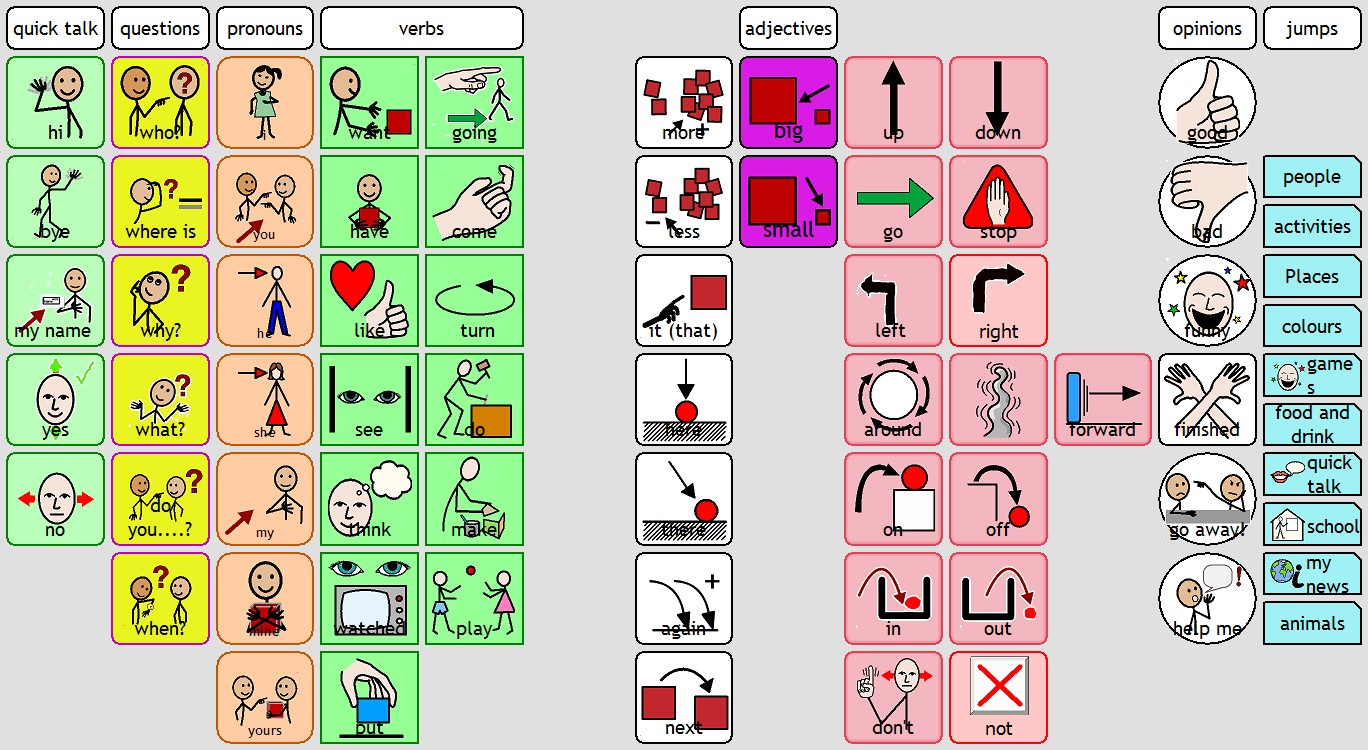 quick talk questions pronouns verbs adjectives opinions jumps
hi who? want going more big up down good
people
bye where is you have come less small go stop bad
activities
Places
my name why? he like turn it (that) left right funny
colours
game
s
yes what? she see do here around forward finished
food and
drink
quick
talk
do
no you....? my think make there on off go away!
school
my
news
when? mine watched play again in out help me
animals
yours put next don't not